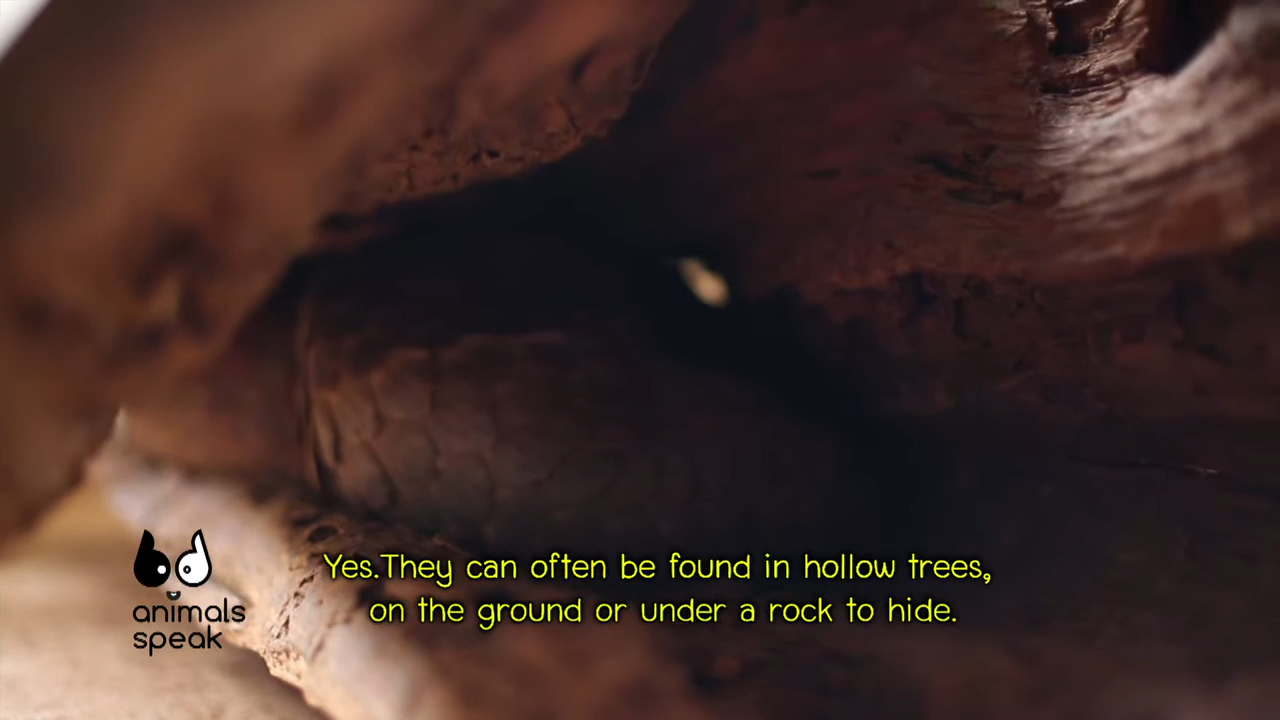 Yes.They can often be found in hollow trees,
on the ground or under a rock to hide.
animals
speak